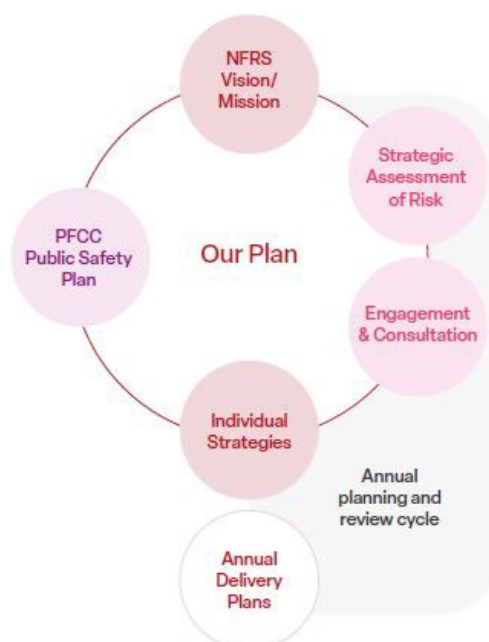 NFRS
Vision/
Mission
Strategic
Assessment
of Risk
PFCC
Public Safety
Plan
Our Plan
Engagement
& Consultation
Individual
Strategies
Annual
planning and
review cycle
Annual
Delivery
Plans